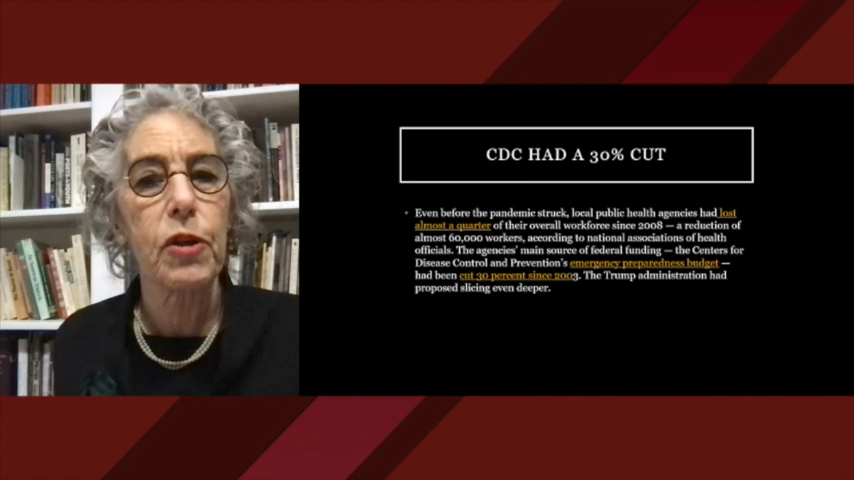 CDC HAD A 30% CUT
• Even before the pandemic struck, local public health agencies had lost
almost a quarter of their overall workforce since 2008 — a reduction of
almost 60,000 workers, according to national associations of health
officials. The agencies' main source of federal funding — the Centers for
Disease Control and Prevention's emergency preparedness budget —
had been cut 30 percent since 2003. The Trump administration had
proposed slicing even deeper.